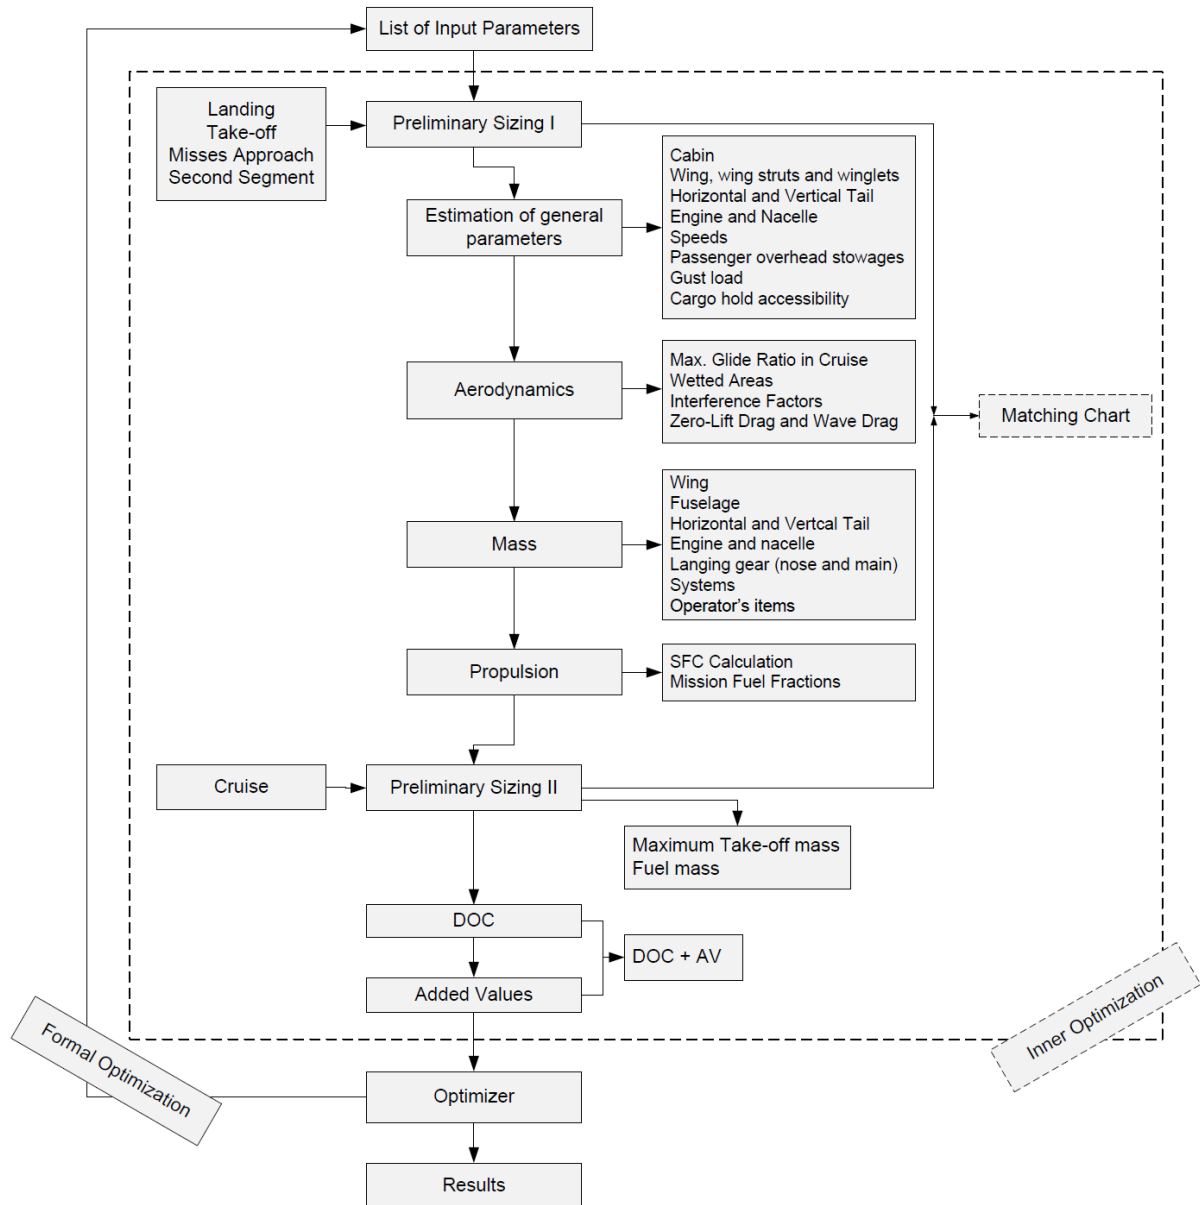 List of Input Parameters
Landing
Take-off
Misses Approach
Second Segment
Preliminary Sizing I
Estimation of general
parameters
Cabin
Wing, wing struts and winglets
Horizontal and Vertical Tail
Engine and Nacelle
Speeds
Passenger overhead stowages
Gust load
Cargo hold accessibility
Aerodynamics
Max. Glide Ratio in Cruise
Wetted Areas
Interference Factors
Zero-Lift Drag and Wave Drag
Matching Chart
Mass
Wing
Fuselage
Horizontal and Vertcal Tail
Engine and nacelle
Langing gear (nose and main)
Systems
Operator's items
Propulsion
SFC Calculation
Mission Fuel Fractions
Cruise
Preliminary Sizing II
Maximum Take-off mass
Fuel mass
DOC
DOC + AV
Added Values
Inner Optimization
Formal Optimization
Optimizer
Results